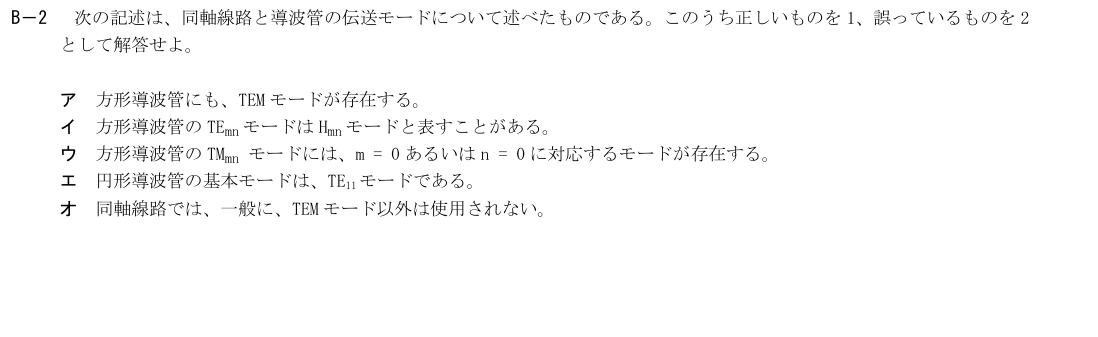 B－2 次の記述は、同軸線路と導波管の伝送モードについて述べたものである。このうち正しいものを 1、誤っているものを 2
として解答せよ。
ア 方形導波管にも、TEM モードが存在する。
イ 方形導波管の TEmn モードは Hmn モードと表すことがある。
ウ 方形導波管の TMmn モードには、m = 0 あるいは n = 0 に対応するモードが存在する。
エ 円形導波管の基本モードは、TE11 モードである。
オ 同軸線路では、一般に、TEM モード以外は使用されない。